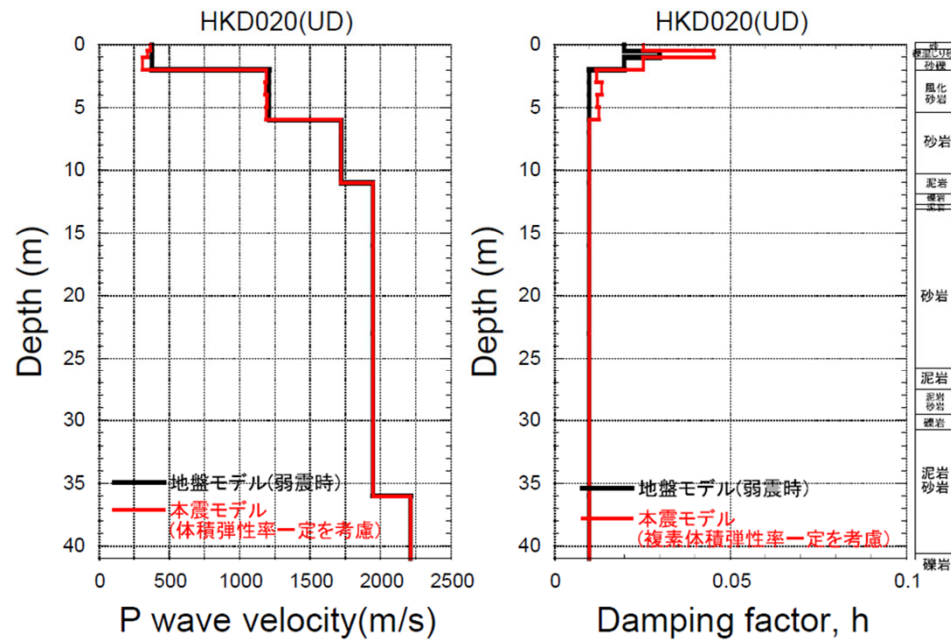 HKD020(UD)
0
5
10
15
20
25
30
35
40
Depth (m)
地盤モデル(弱震時)
本震モデル
(体積弾性率一定を考慮)
0 500 1000 1500 2000 2500
P wave velocity(m/s)
HKD020(UD)
0
5
10
15
20
25
30
35
40
Depth (m)
地盤モデル(弱震時)
本震モデル
(複素体積弾性率一定を考慮)
0 0.05 0.1
Damping factor, h
砂
砂礫
風化
砂岩
砂岩
泥岩
礫岩
泥岩
砂岩
泥岩
泥岩
砂岩
礫岩
泥岩
砂岩
礫岩